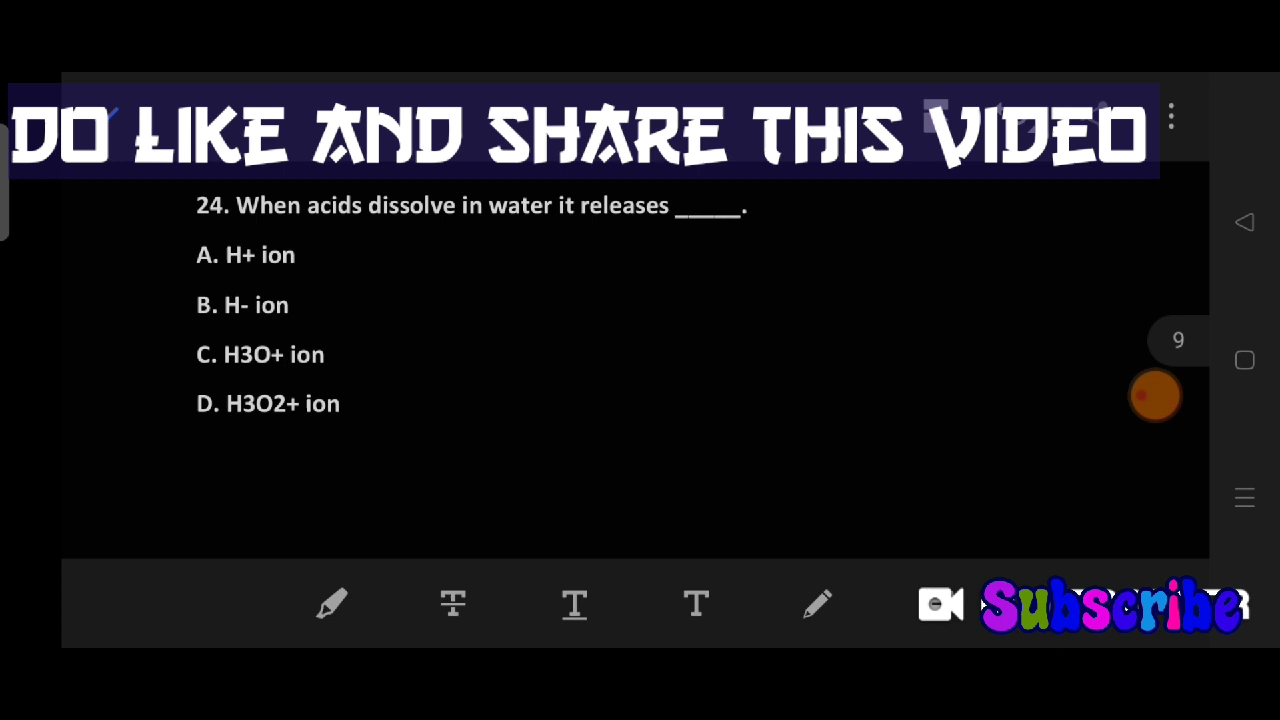 DO LIKE AND SHARE THIS VIDEO
24. When acids dissolve in water it releases _____.
A. H+ ion
B. H- ion
C. H3O+ ion
D. H3O2+ ion
9
T T T
Subscribe